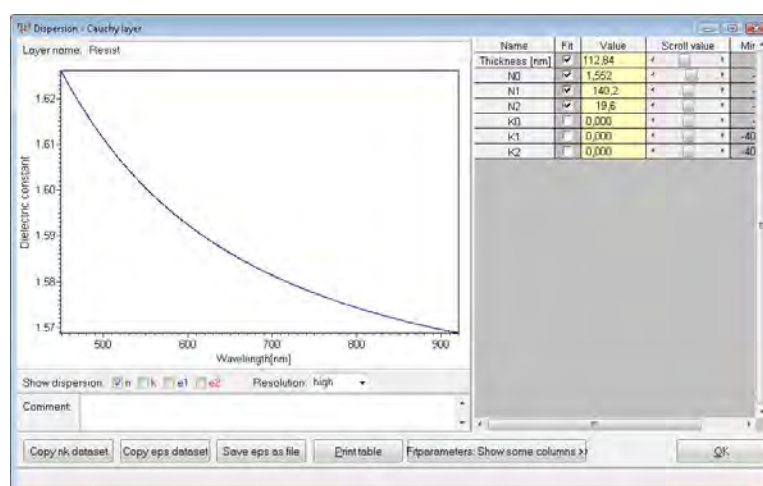 Dispersion - Cauchy layer
Layer name: Resist
Name Fit Value Scroll value Mir
Thickness [nm] 112,84
N0 1,552
N1 140,2
N2 19,6
K0 0,000
K1 0,000 -40
K2 0,000 -40
Dielectric constant
1.62
1.61
1.60
1.59
1.58
1.57
500 600 700 800 900
Wavelength[nm]
Show dispersion: n k e1 e2 Resolution: high
Comment:
Copy nk dataset Copy eps dataset Save eps as file Print table Fitparameters: Show some columns >> OK